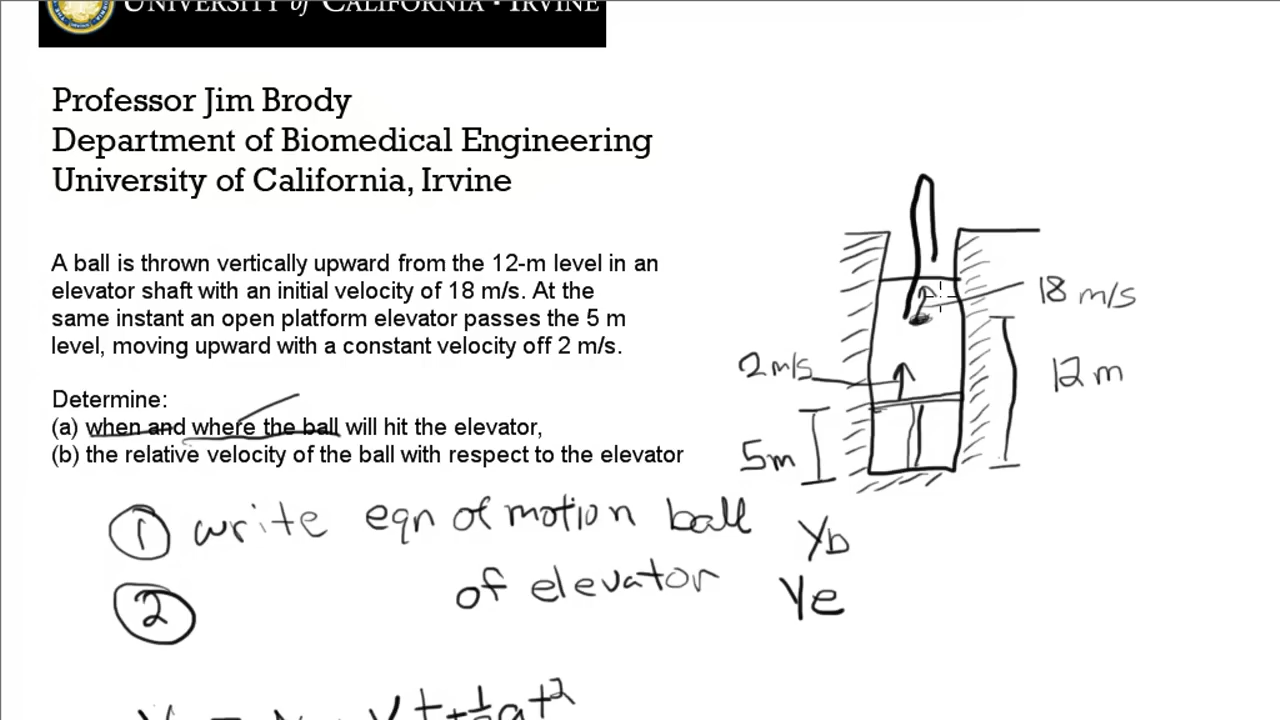 UNIVERSITY of CALIFORNIA • IRVINE
Professor Jim Brody
Department of Biomedical Engineering
University of California, Irvine
A ball is thrown vertically upward from the 12-m level in an
elevator shaft with an initial velocity of 18 m/s. At the
same instant an open platform elevator passes the 5 m
level, moving upward with a constant velocity off 2 m/s.
Determine:
(a) when and where the ball will hit the elevator,
(b) the relative velocity of the ball with respect to the elevator
18 m/s
2 m/s
12 m
5m
1 write eqn of motion ball yb
2 of elevator ye